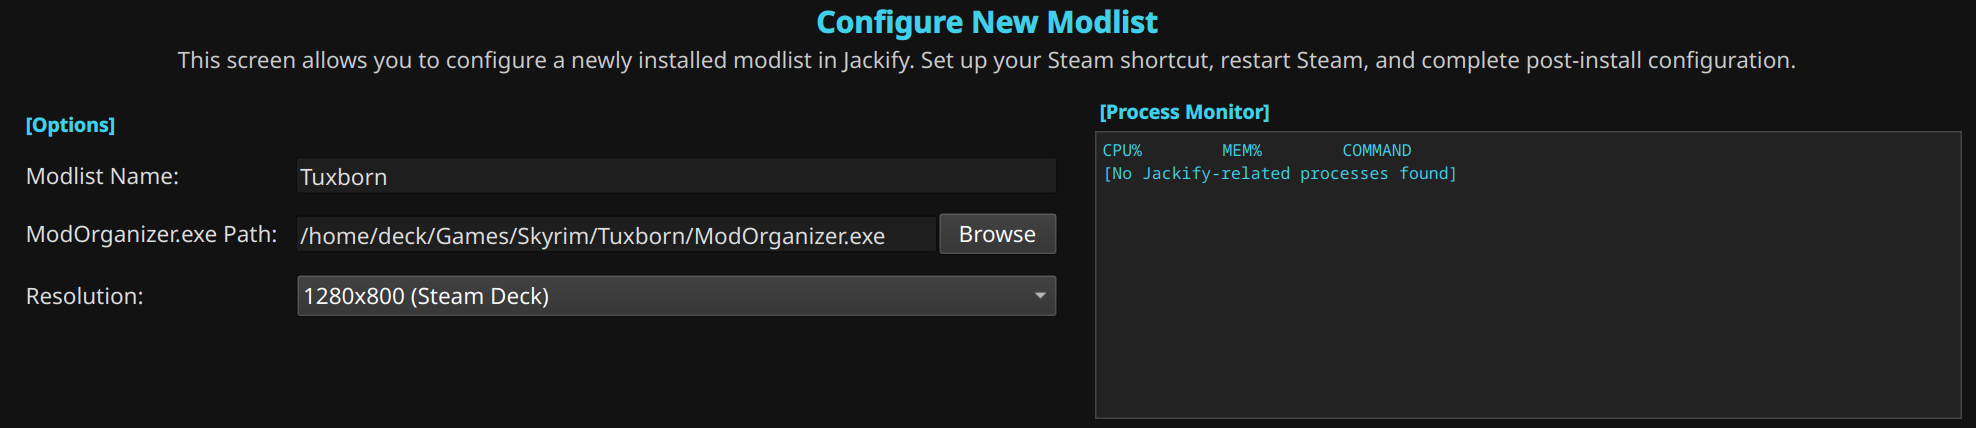 Configure New Modlist
This screen allows you to configure a newly installed modlist in Jackify. Set up your Steam shortcut, restart Steam, and complete post-install configuration.
[Options]
Modlist Name: Tuxborn
ModOrganizer.exe Path: /home/deck/Games/Skyrim/Tuxborn/ModOrganizer.exe Browse
Resolution: 1280x800 (Steam Deck)
[Process Monitor]
CPU% MEM% COMMAND
[No Jackify-related processes found]